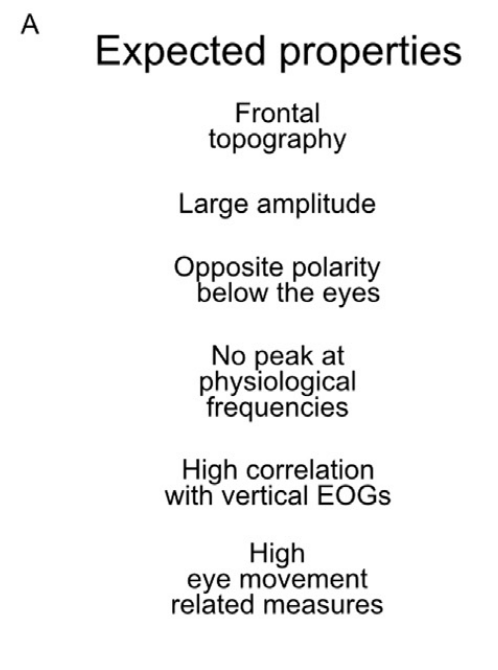 A
Expected properties
Frontal
topography
Large amplitude
Opposite polarity
below the eyes
No peak at
physiological
frequencies
High correlation
with vertical EOGs
High
eye movement
related measures